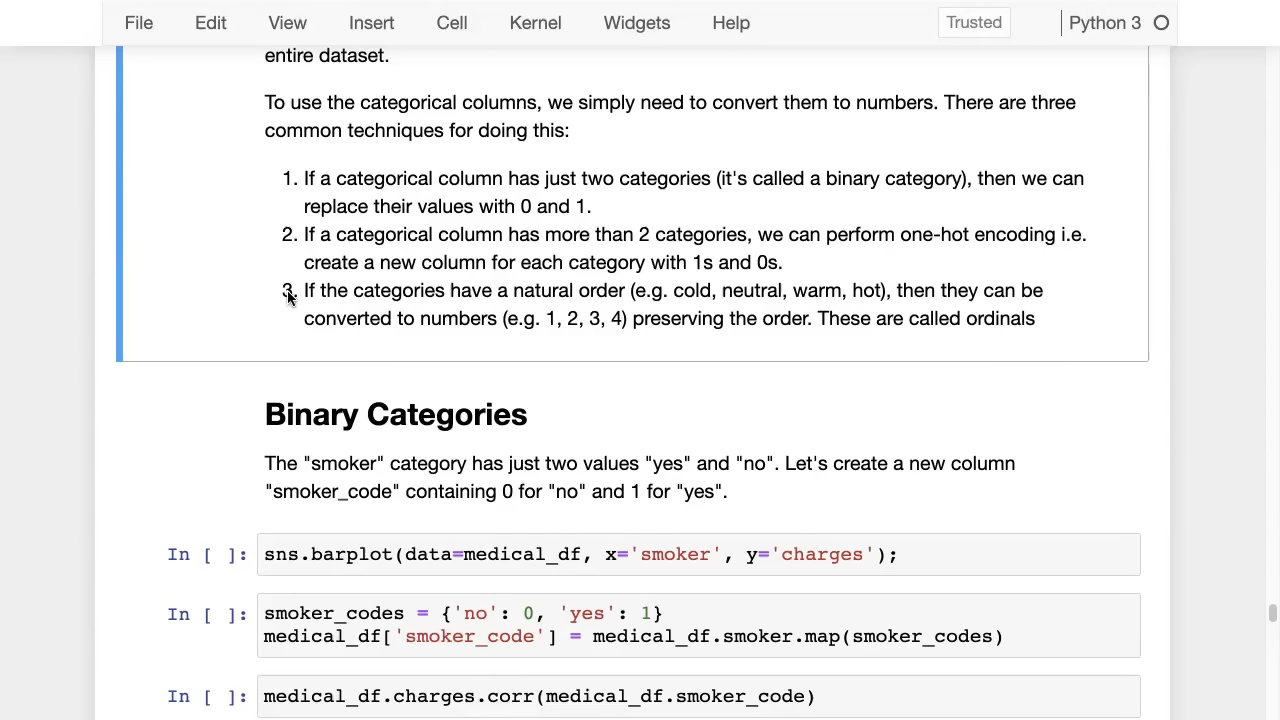 File Edit View Insert Cell Kernel Widgets Help Trusted Python 3
entire dataset.
To use the categorical columns, we simply need to convert them to numbers. There are three
common techniques for doing this:
1. If a categorical column has just two categories (it's called a binary category), then we can
replace their values with 0 and 1.
2. If a categorical column has more than 2 categories, we can perform one-hot encoding i.e.
create a new column for each category with 1s and 0s.
3. If the categories have a natural order (e.g. cold, neutral, warm, hot), then they can be
converted to numbers (e.g. 1, 2, 3, 4) preserving the order. These are called ordinals
Binary Categories
The "smoker" category has just two values "yes" and "no". Let's create a new column
"smoker_code" containing 0 for "no" and 1 for "yes".
In [ ]: sns.barplot(data=medical_df, x='smoker', y='charges');
In [ ]: smoker_codes = {'no': 0, 'yes': 1}
medical_df['smoker_code'] = medical_df.smoker.map(smoker_codes)
In [ ]: medical_df.charges.corr(medical_df.smoker_code)